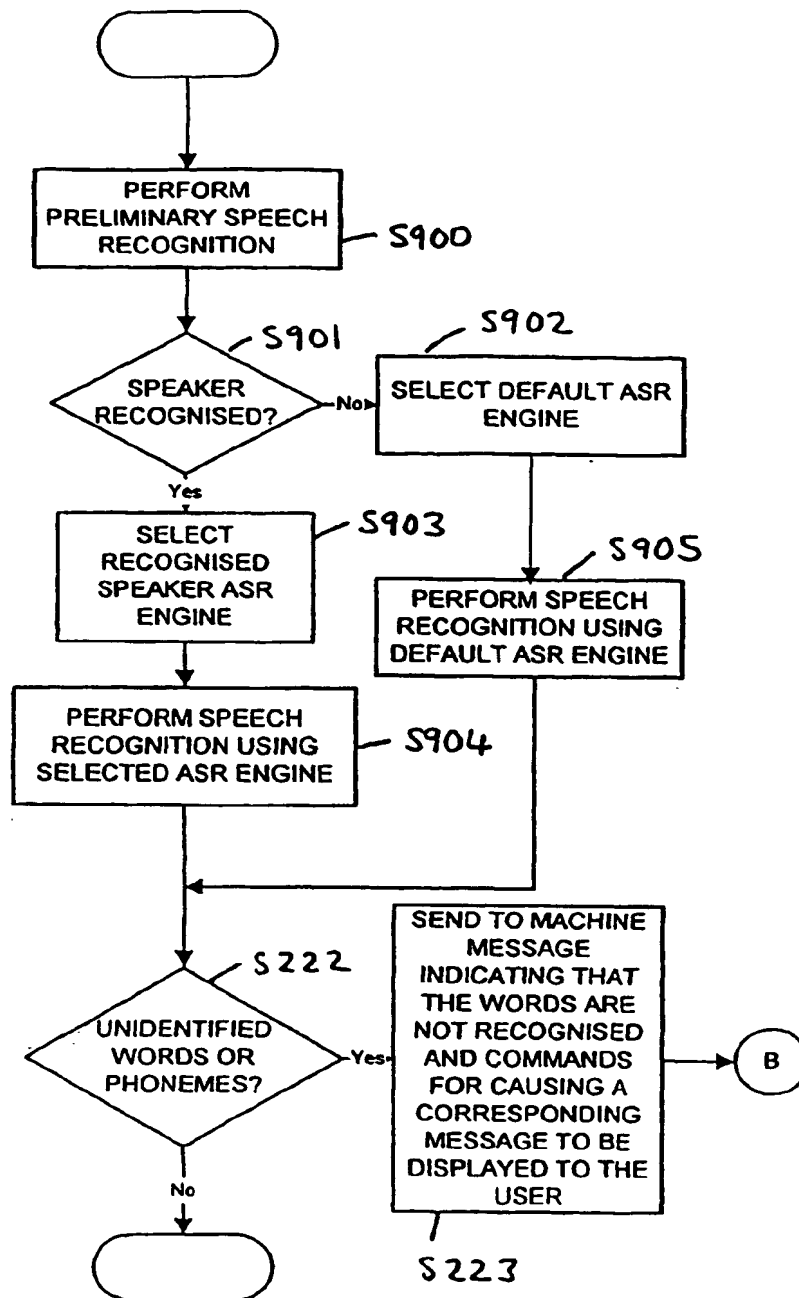 PERFORM
PRELIMINARY SPEECH
RECOGNITION
S900
S901
SPEAKER
RECOGNISED?
No
Yes
S902
SELECT DEFAULT ASR
ENGINE
S903
SELECT
RECOGNISED
SPEAKER ASR
ENGINE
S905
PERFORM SPEECH
RECOGNITION USING
DEFAULT ASR ENGINE
PERFORM SPEECH
RECOGNITION USING
SELECTED ASR ENGINE
S904
S222
UNIDENTIFIED
WORDS OR
PHONEMES?
Yes
No
SEND TO MACHINE
MESSAGE
INDICATING THAT
THE WORDS ARE
NOT RECOGNISED
AND COMMANDS
FOR CAUSING A
CORRESPONDING
MESSAGE TO BE
DISPLAYED TO THE
USER
B
S223